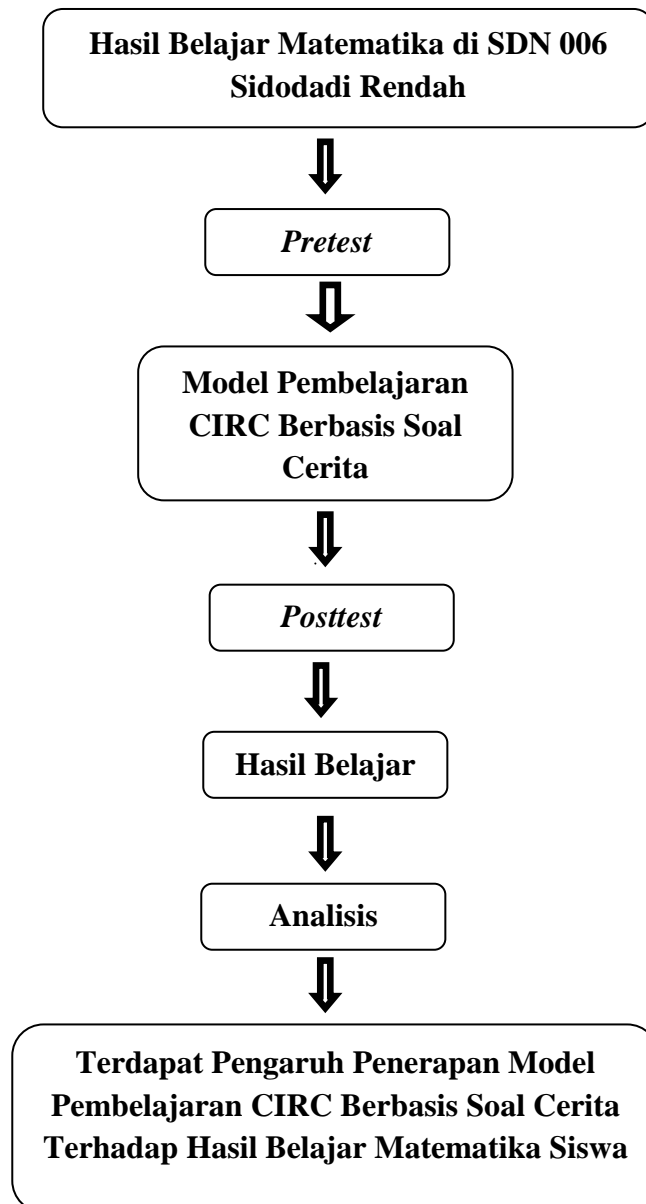 Hasil Belajar Matematika di SDN 006
Sidodadi Rendah
Pretest
Model Pembelajaran
CIRC Berbasis Soal
Cerita
Posttest
Hasil Belajar
Analisis
Terdapat Pengaruh Penerapan Model
Pembelajaran CIRC Berbasis Soal Cerita
Terhadap Hasil Belajar Matematika Siswa